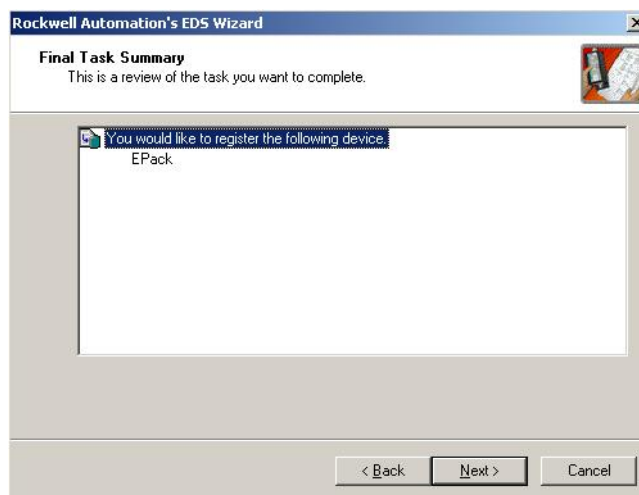 Rockwell Automation's EDS Wizard
Final Task Summary
This is a review of the task you want to complete.
You would like to register the following device.
EPack
< Back
Next >
Cancel